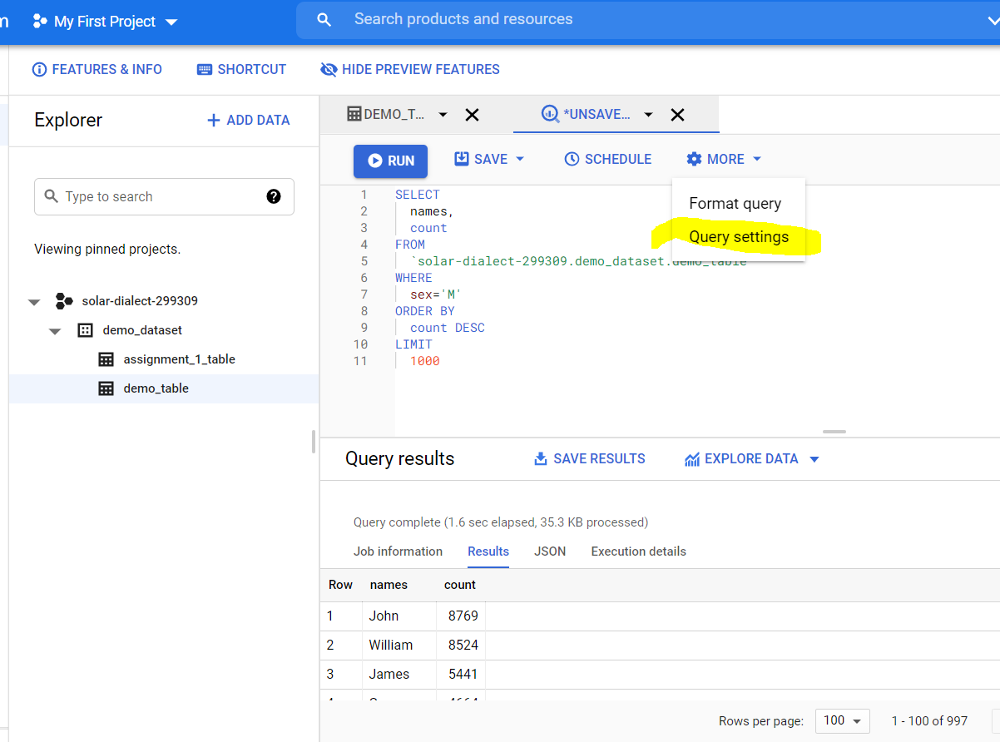 My First Project
Search products and resources
FEATURES & INFO SHORTCUT HIDE PREVIEW FEATURES
Explorer ADD DATA
DEMO_T... *UNSAVE...
RUN SAVE SCHEDULE MORE
Type to search
Format query
Query settings
1 SELECT
2 names,
3 count
4 FROM
5 `solar-dialect-299309.demo_dataset.demo_table`
6 WHERE
7 sex='M'
8 ORDER BY
9 count DESC
10 LIMIT
11 1000
Viewing pinned projects.
solar-dialect-299309
demo_dataset
assignment_1_table
demo_table
Query results SAVE RESULTS EXPLORE DATA
Query complete (1.6 sec elapsed, 35.3 KB processed)
Job information Results JSON Execution details
Row names count
1 John 8769
2 William 8524
3 James 5441
Rows per page: 100 1 - 100 of 997